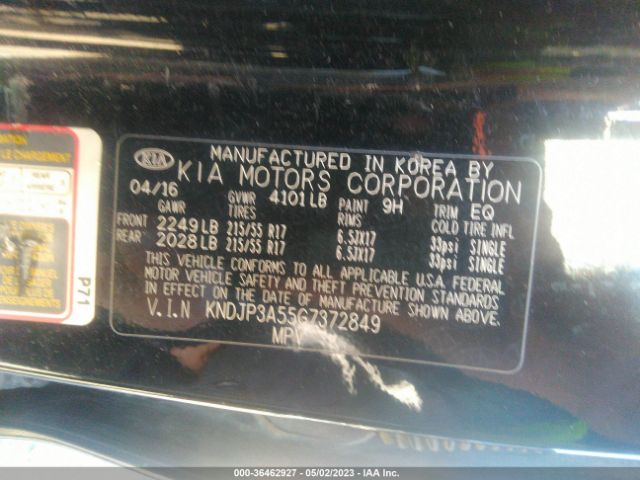 MANUFACTURED IN KOREA BY
KIA KIA MOTORS CORPORATION
04/16 GVWR 4101LB PAINT 9H TRIM EQ
GAWR TIRES RIMS COLD TIRE INFL
FRONT 2249LB 215/55 R17 6.5JX17 33psi SINGLE
REAR 2028LB 215/55 R17 6.5JX17 33psi SINGLE
THIS VEHICLE CONFORMS TO ALL APPLICABLE U.S.A. FEDERAL
MOTOR VEHICLE SAFETY AND THEFT PREVENTION STANDARDS
IN EFFECT ON THE DATE OF MANUFACTURE SHOWN ABOVE.
V.I.N KNDJP3A55G7372849
MPV
P71
000-36462927 - 05/02/2023 - IAA Inc.